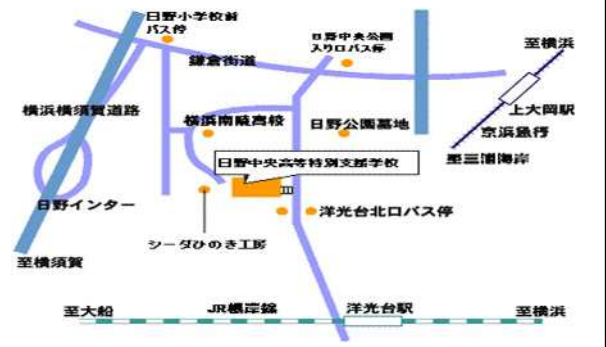 日野小学校前
バス停
日野中央公園
入り口バス停
至横浜
鎌倉街道
上大岡駅
横浜横須賀道路
横浜南陵高校
日野公園墓地
京浜急行
至三浦海岸
日野中央高等特別支援学校
日野インター
洋光台北口バス停
シーダひのき工房
至横須賀
至大船
JR根岸線
洋光台駅
至横浜